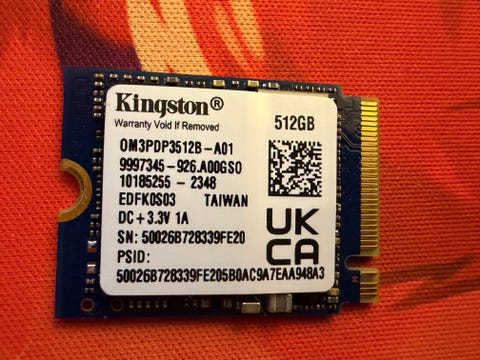 Kingston®
Warranty Void If Removed
512GB
OM3PDP3512B-A01
9997345-926.A00GS0
10185255 - 2348
EDFK0S03 TAIWAN
DC + 3.3V 1A
SN: 50026B728339FE20
PSID:
50026B728339FE205B0AC9A7EAA948A3
UK
CA